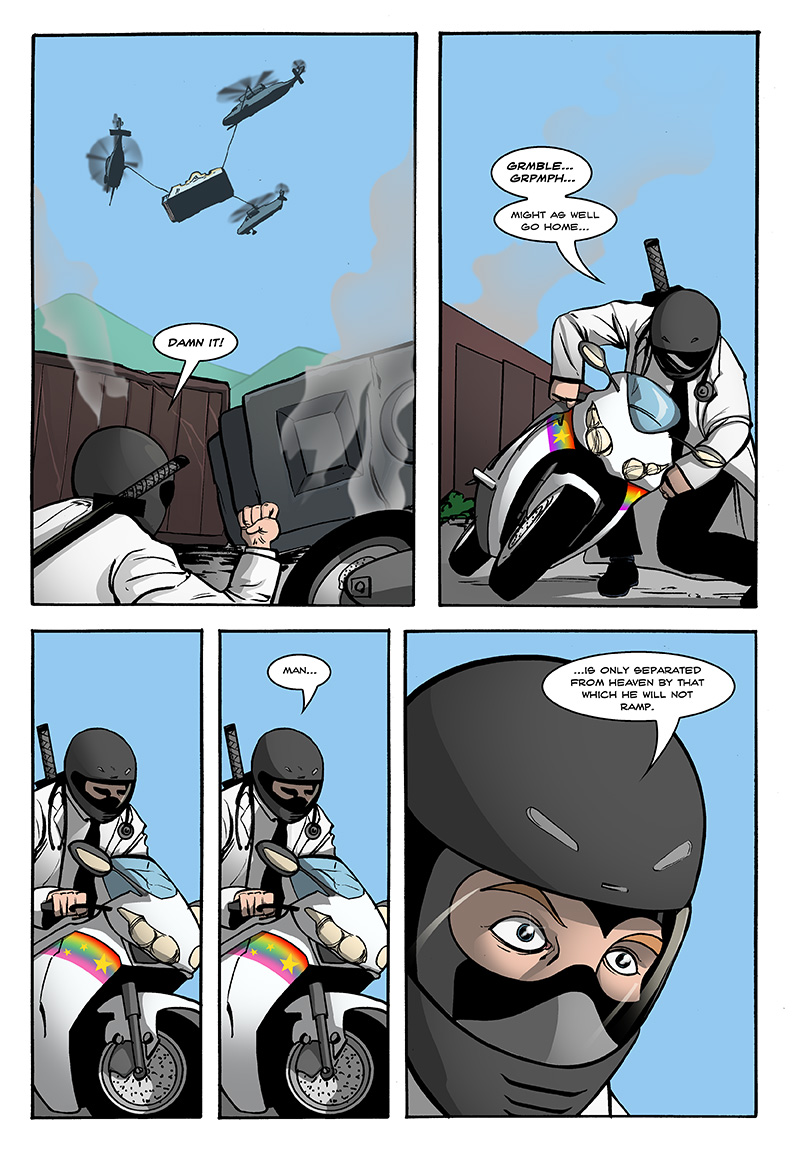 DAMN IT!
GRMBLE...
GRPMPH...
MIGHT AS WELL
GO HOME...
MAN...
...IS ONLY SEPARATED
FROM HEAVEN BY THAT
WHICH HE WILL NOT
RAMP.